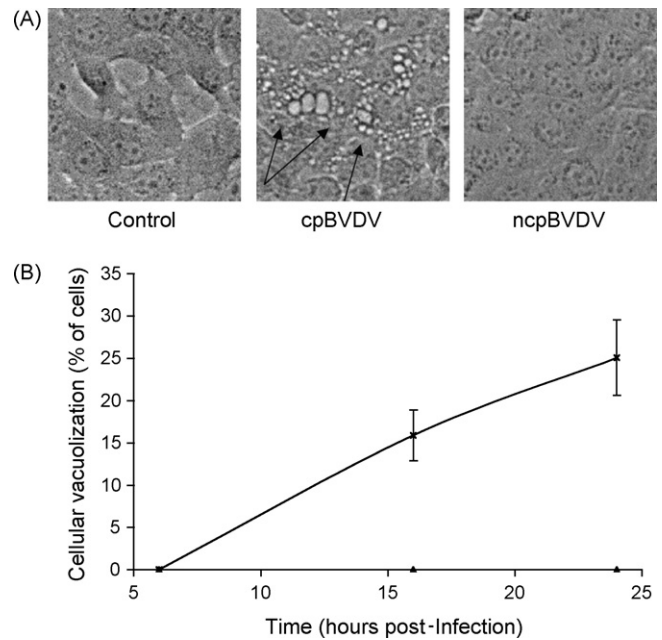 (A)
Control cpBVDV ncpBVDV
(B)
Cellular vacuolization (% of cells)
35
30
25
20
15
10
5
0
5 10 15 20 25
Time (hours post-Infection)